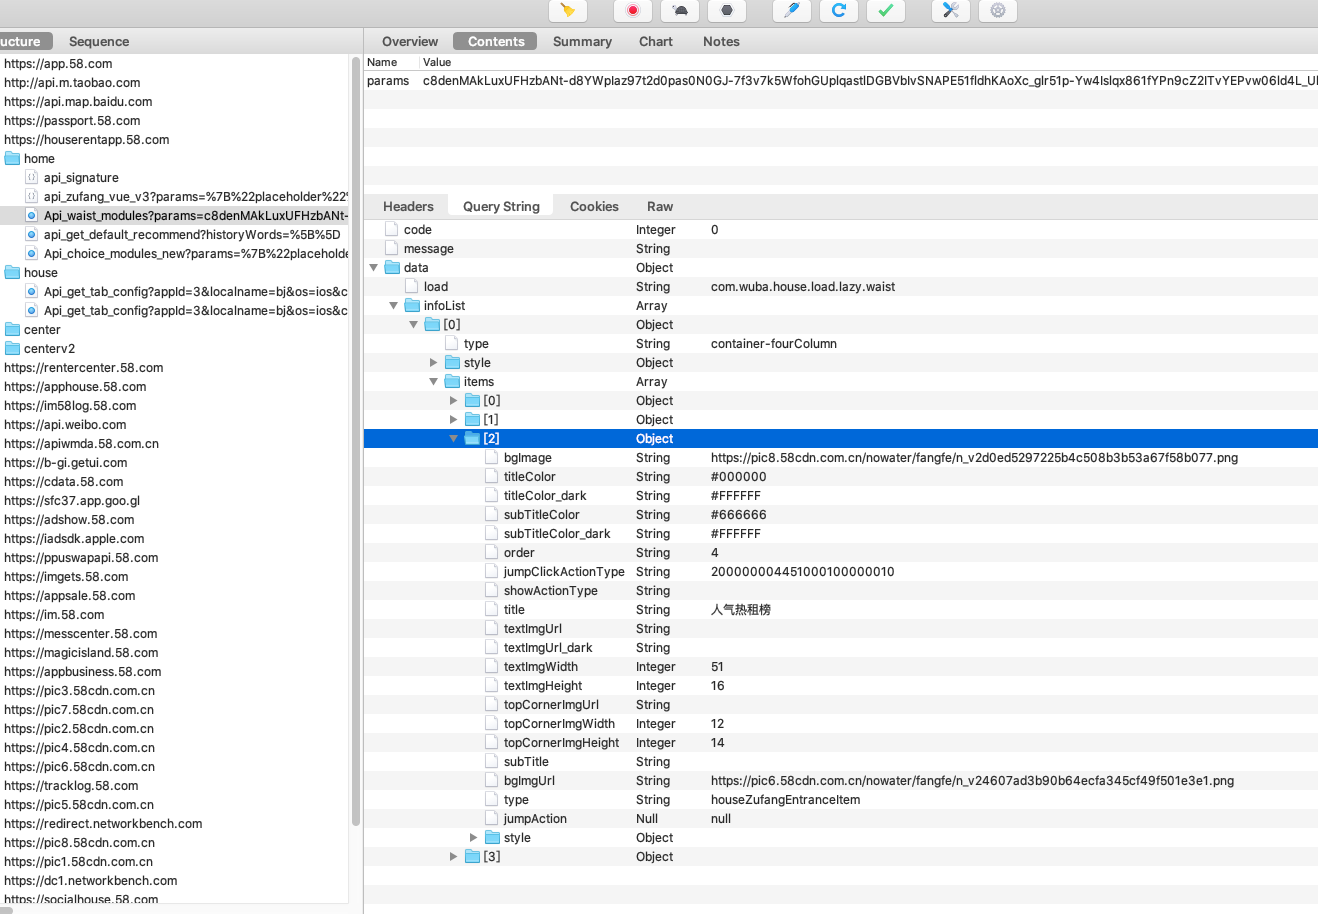 ucture Sequence
Overview Contents Summary Chart Notes
https://app.58.com
http://api.m.taobao.com
https://api.map.baidu.com
https://passport.58.com
https://houserentapp.58.com
home
api_signature
api_zufang_vue_v3?params=%7B%22placeholder%22%
Api_waist_modules?params=c8denMAkLuxUFHzbANt-
api_get_default_recommend?historyWords=%5B%5D
Api_choice_modules_new?params=%7B%22placeholde
house
Api_get_tab_config?appId=3&localname=bj&os=ios&c
Api_get_tab_config?appId=3&localname=bj&os=ios&c
center
centerv2
https://rentercenter.58.com
https://apphouse.58.com
https://im58log.58.com
https://api.weibo.com
https://apiwmda.58.com.cn
https://b-gi.getui.com
https://cdata.58.com
https://sfc37.app.goo.gl
https://adshow.58.com
https://iadsdk.apple.com
https://ppuswapapi.58.com
https://imgets.58.com
https://appsale.58.com
https://im.58.com
https://messcenter.58.com
https://magicisland.58.com
https://appbusiness.58.com
https://pic3.58cdn.com.cn
https://pic7.58cdn.com.cn
https://pic2.58cdn.com.cn
https://pic4.58cdn.com.cn
https://pic6.58cdn.com.cn
https://tracklog.58.com
https://pic5.58cdn.com.cn
https://redirect.networkbench.com
https://pic8.58cdn.com.cn
https://pic1.58cdn.com.cn
https://dc1.networkbench.com
https://socialhouse.58.com
Name Value
params
Headers Query String Cookies Raw
code Integer 0
message String
data Object
load String com.wuba.house.load.lazy.waist
infoList Array
[0] Object
type String container-fourColumn
style Object
items Array
[0] Object
[1] Object
[2] Object
bgImage String https://pic8.58cdn.com.cn/nowater/fangfe/n_v2d0ed5297225b4c508b3b53a67f58b077.png
titleColor String #000000
titleColor_dark String #FFFFFF
subTitleColor String #666666
subTitleColor_dark String #FFFFFF
order String 4
jumpClickActionType String 200000004451000100000010
showActionType String
title String 人气热租榜
textImgUrl String
textImgUrl_dark String
textImgWidth Integer 51
textImgHeight Integer 16
topCornerImgUrl String
topCornerImgWidth Integer 12
topCornerImgHeight Integer 14
subTitle String
bgImgUrl String https://pic6.58cdn.com.cn/nowater/fangfe/n_v24607ad3b90b64ecfa345cf49f501e3e1.png
type String houseZufangEntranceItem
jumpAction Null null
style Object
[3] Object